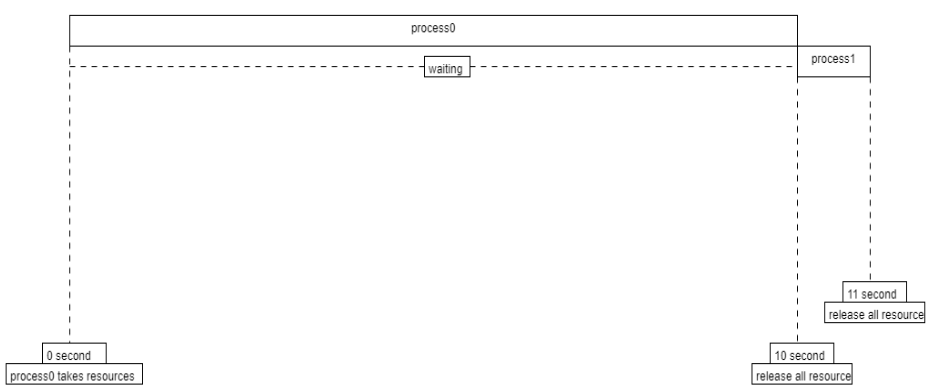 process0
process1
waiting
11 second
release all resource
0 second
process0 takes resources
10 second
release all resource